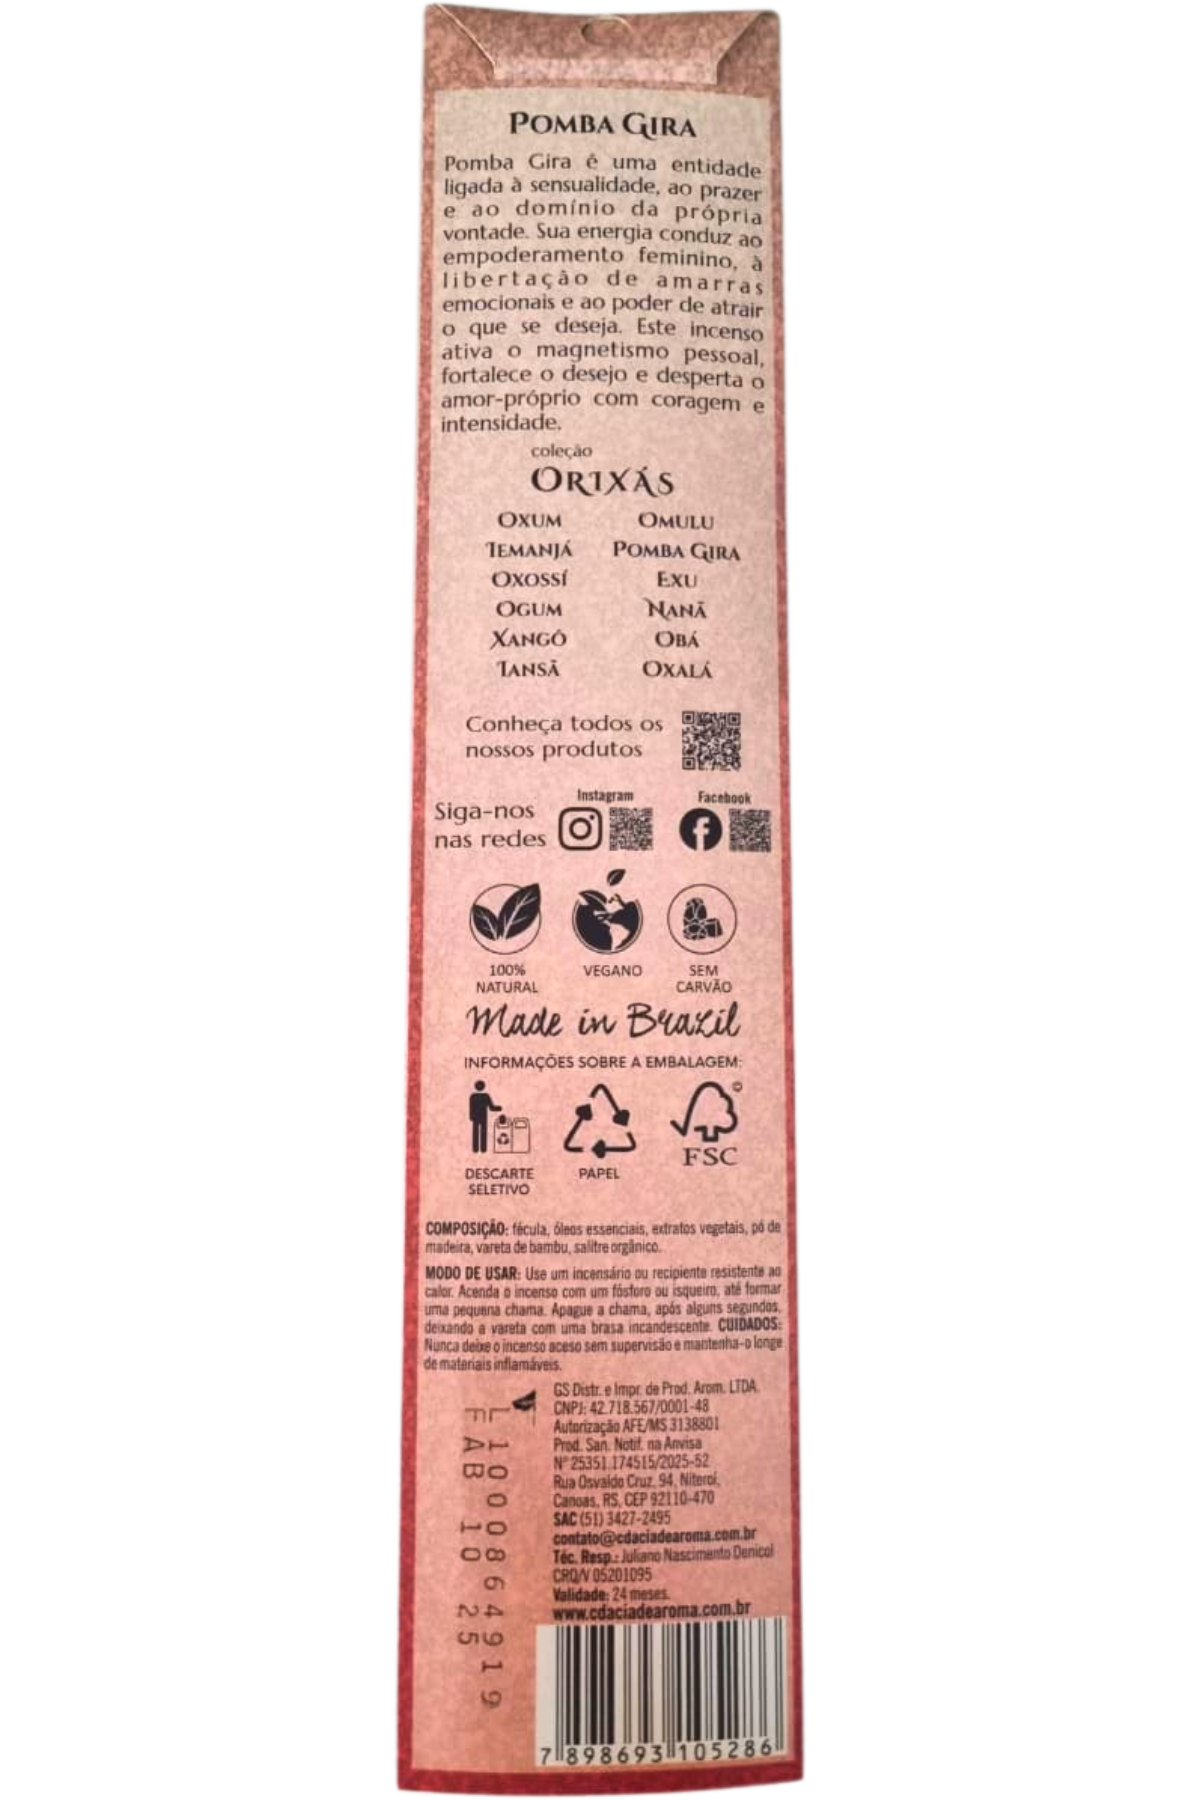 POMBA GIRA
Pomba Gira é uma entidade
ligada à sensualidade, ao prazer
e ao domínio da própria
vontade. Sua energia conduz ao
empoderamento feminino, à
libertação de amarras
emocionais e ao poder de atrair
o que se deseja. Este incenso
ativa o magnetismo pessoal,
fortalece o desejo e desperta o
amor-próprio com coragem e
intensidade.
coleção
ORIXÁS
OXUM OMULU
IEMANJÁ POMBA GIRA
OXOSSÍ EXU
OGUM NANÃ
XANGÔ OBÁ
IANSÃ OXALÁ
Conheça todos os
nossos produtos
Instagram Facebook
Siga-nos
nas redes
100%
NATURAL
VEGANO
SEM
CARVÃO
Made in Brazil
INFORMAÇÕES SOBRE A EMBALAGEM:
DESCARTE
SELETIVO
PAPEL
FSC
COMPOSIÇÃO: fécula, óleos essenciais, extratos vegetais, pó de
madeira, vareta de bambu, salitre orgânico.
MODO DE USAR: Use um incensário ou recipiente resistente ao
calor. Acenda o incenso com um fósforo ou isqueiro, até formar
uma pequena chama. Apague a chama, após alguns segundos,
deixando a vareta com uma brasa incandescente. CUIDADOS:
Nunca deixe o incenso aceso sem supervisão e mantenha-o longe
de materiais inflamáveis.
GS Distr. e Impr. de Prod. Arom. LTDA.
CNPJ: 42.718.567/0001-48
Autorização AFE/MS 3138801
Prod. San. Notif. na Anvisa
N° 25351.174515/2025-52
Rua Osvaldo Cruz, 94, Niterói,
Canoas, RS, CEP 92110-470
SAC (51) 3427-2495
contato@cdaciadearoma.com.br
Téc. Resp.: Juliano Nascimento Denicol
CRQ/V 05201095
Validade: 24 meses.
www.cdaciadearoma.com.br
L 1000864919
FAB 10 25
7 898693 105286